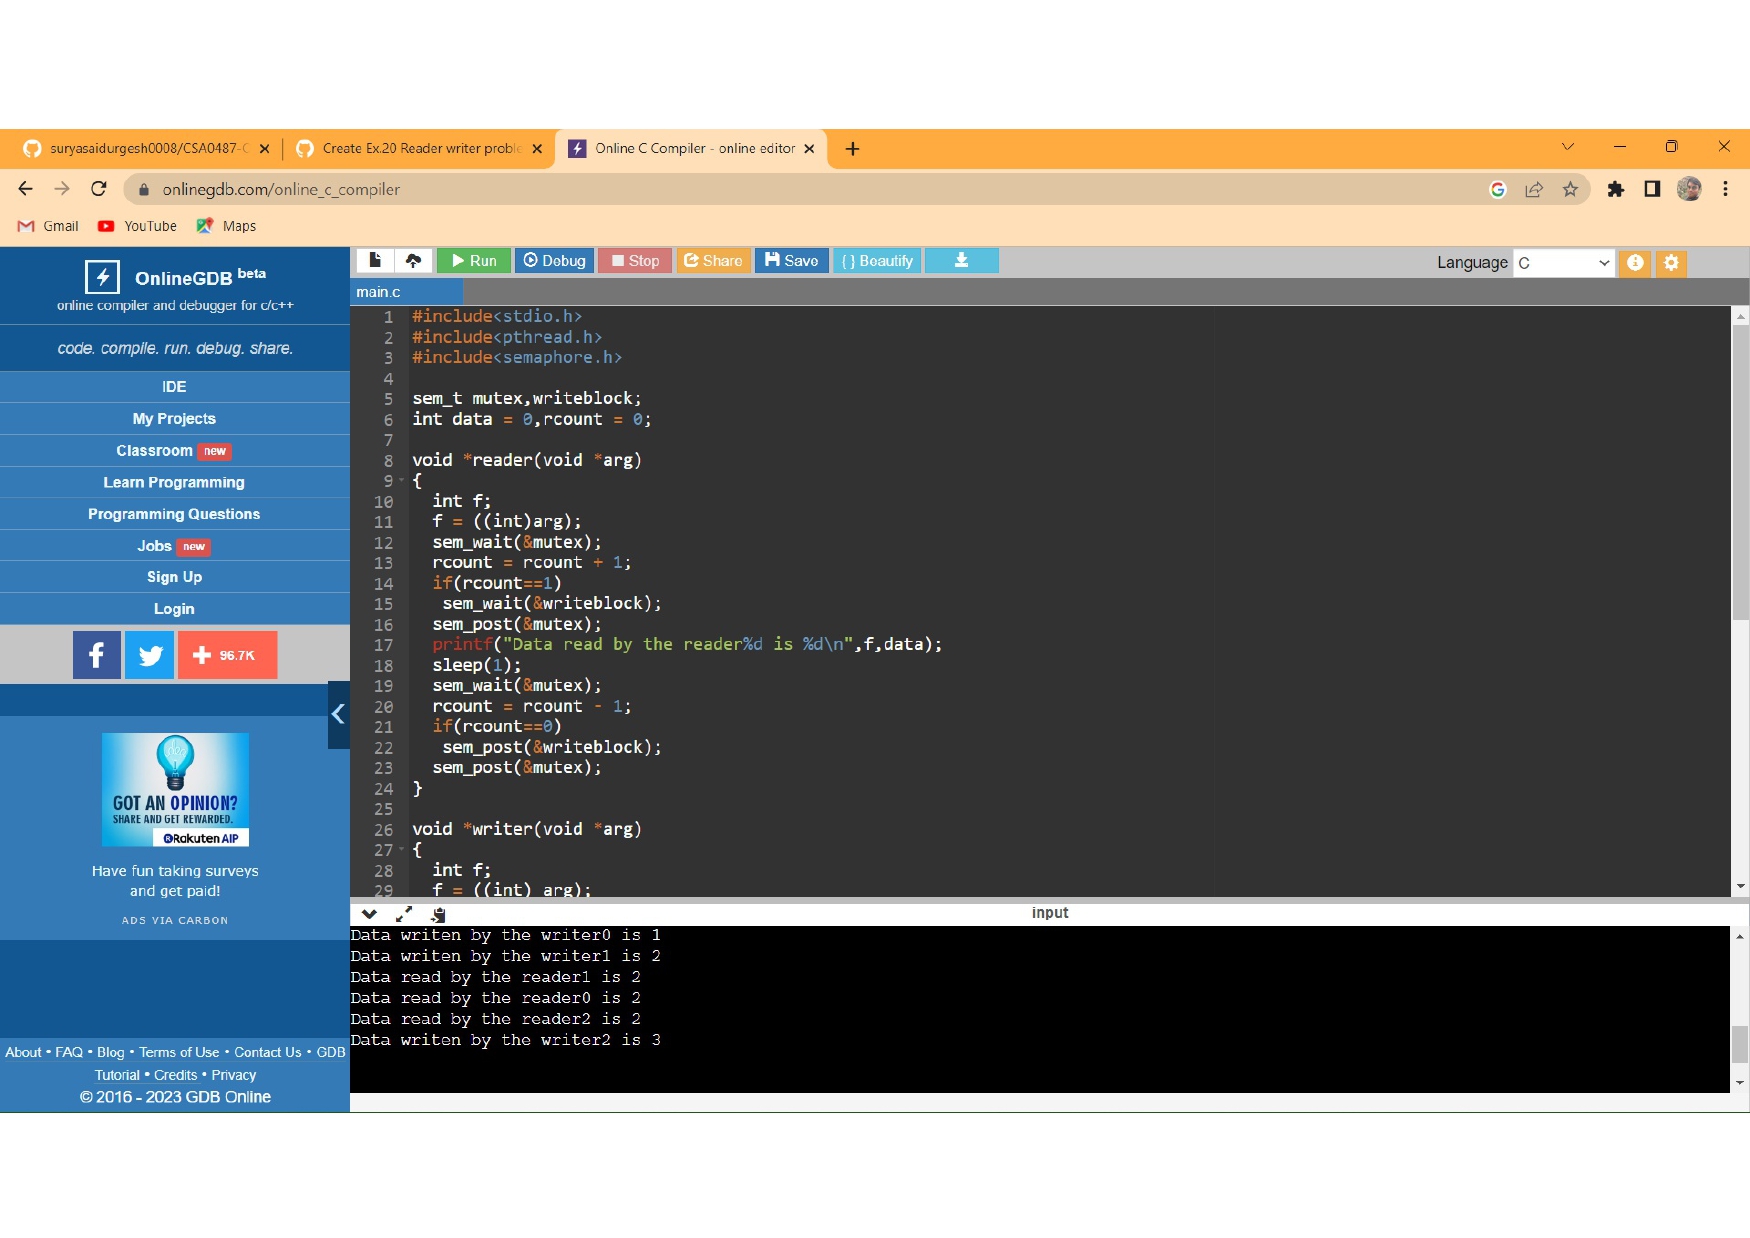 suryasaidurgesh0008/CSA0487-
Create Ex.20 Reader writer proble
Online C Compiler - online editor
onlinegdb.com/online_c_compiler
Gmail YouTube Maps
OnlineGDB beta
online compiler and debugger for c/c++
code. compile. run. debug. share.
IDE
My Projects
Classroom new
Learn Programming
Programming Questions
Jobs new
Sign Up
Login
96.7K
GOT AN OPINION?
SHARE AND GET REWARDED.
Rakuten AIP
Have fun taking surveys
and get paid!
ADS VIA CARBON
About • FAQ • Blog • Terms of Use • Contact Us • GDB
Tutorial • Credits • Privacy
© 2016 - 2023 GDB Online
Run Debug Stop Share Save { } Beautify
Language C
main.c
1 #include<stdio.h>
2 #include<pthread.h>
3 #include<semaphore.h>
4
5 sem_t mutex,writeblock;
6 int data = 0,rcount = 0;
7
8 void *reader(void *arg)
9 {
10 int f;
11 f = ((int)arg);
12 sem_wait(&mutex);
13 rcount = rcount + 1;
14 if(rcount==1)
15 sem_wait(&writeblock);
16 sem_post(&mutex);
17 printf("Data read by the reader%d is %d\n",f,data);
18 sleep(1);
19 sem_wait(&mutex);
20 rcount = rcount - 1;
21 if(rcount==0)
22 sem_post(&writeblock);
23 sem_post(&mutex);
24 }
25
26 void *writer(void *arg)
27 {
28 int f;
29 f = ((int) arg);
input
Data writen by the writer0 is 1
Data writen by the writer1 is 2
Data read by the reader1 is 2
Data read by the reader0 is 2
Data read by the reader2 is 2
Data writen by the writer2 is 3